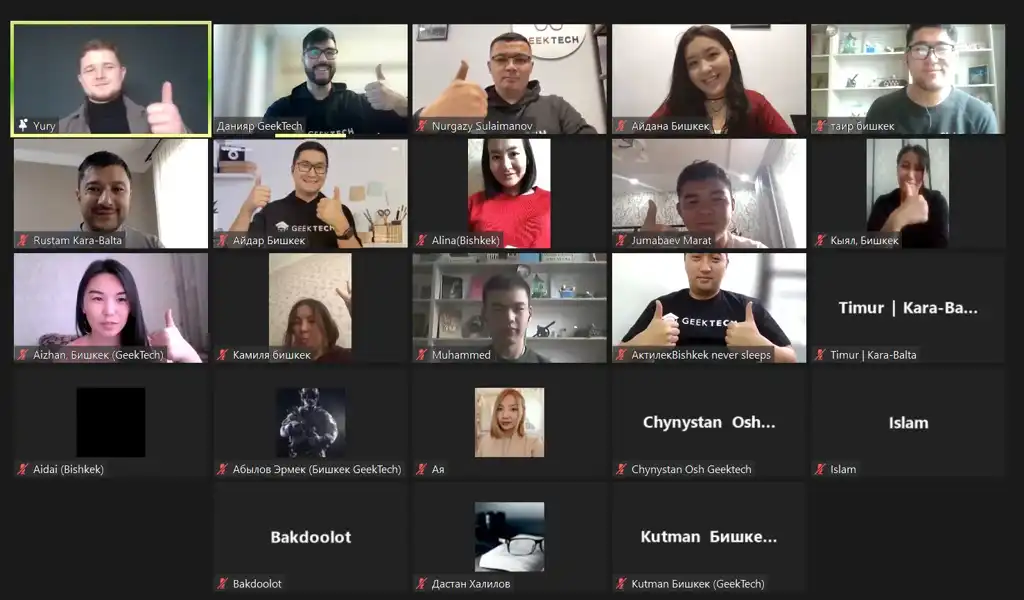 Yury
GEEKTECH
Данияр GeekTech
GEEKTECH
Nurgazy Sulaimanov
Айдана Бишкек
таир бишкек
Rustam Kara-Balta
GEEKTECH
Айдар Бишкек
Alina(Bishkek)
Jumabaev Marat
Кыял, Бишкек
Aizhan, Бишкек (GeekTech)
Камиля бишкек
Muhammed
GEEKTECH
АктилекBishkek never sleeps
Timur | Kara-Ba...
Timur | Kara-Balta
Aidai (Bishkek)
Абылов Эрмек (Бишкек GeekTech)
Ая
Chynystan Osh...
Chynystan Osh Geektech
Islam
Islam
Bakdoolot
Bakdoolot
Дастан Халилов
Kutman Бишке...
Kutman Бишкек (GeekTech)